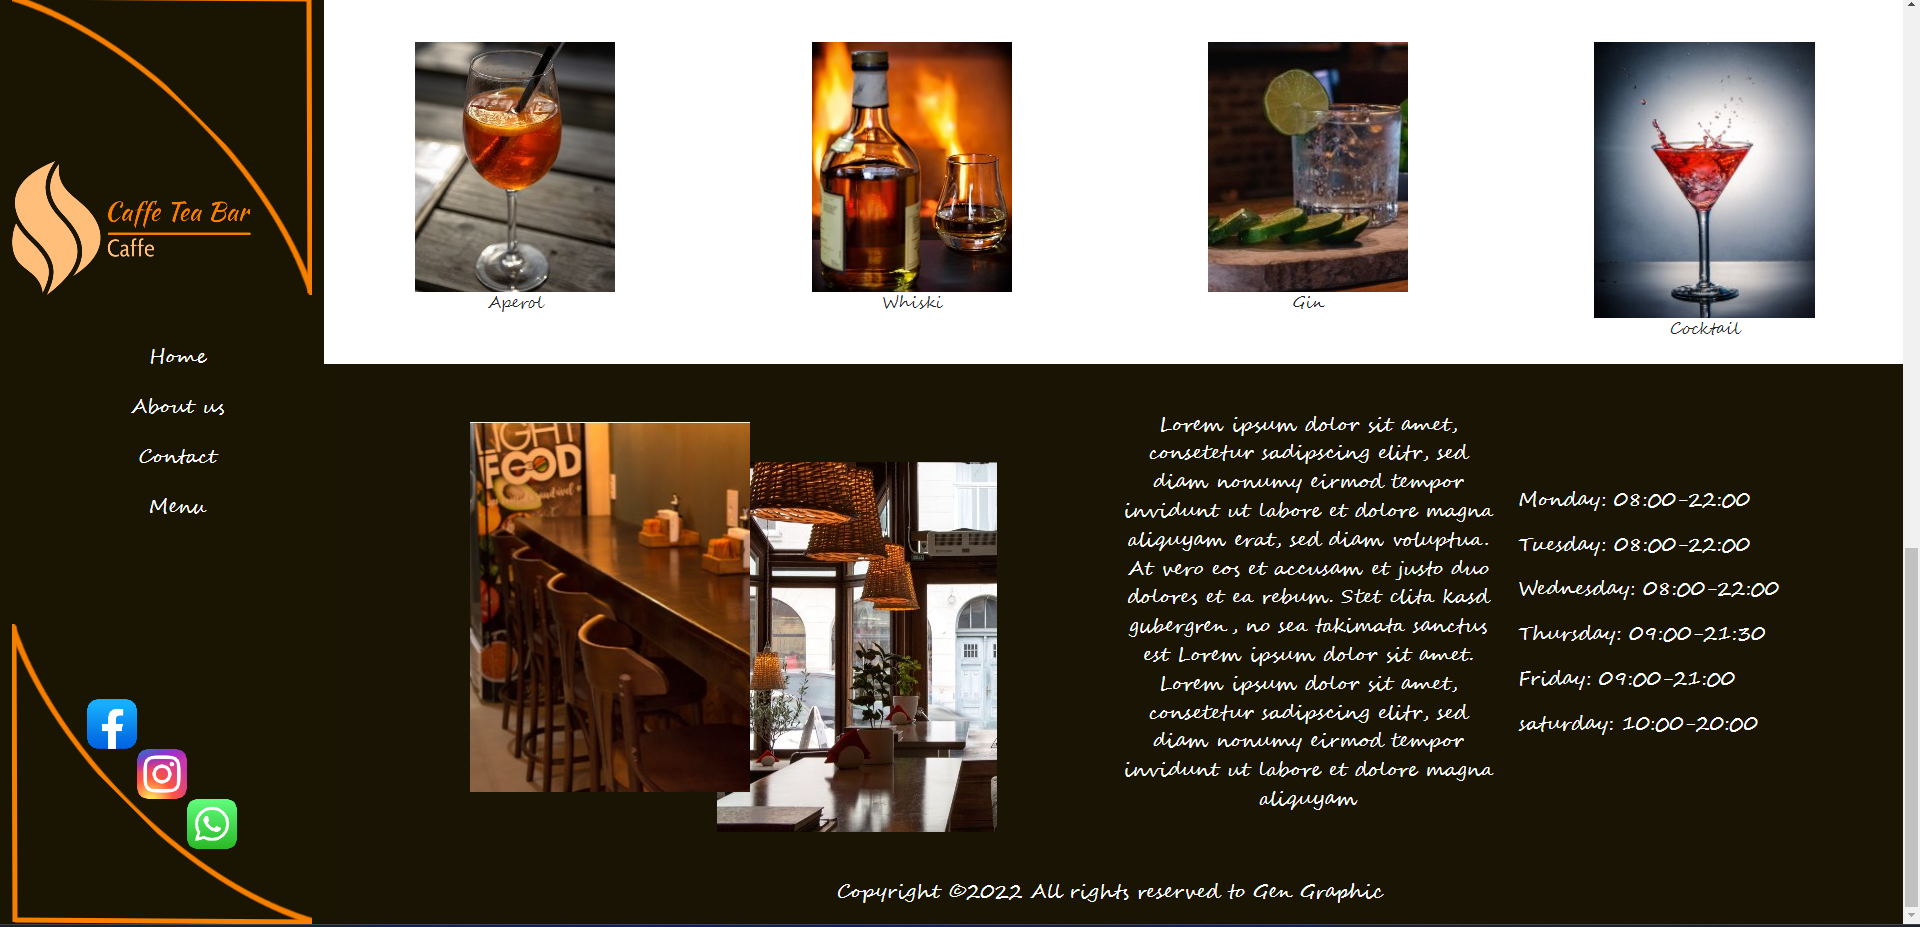 Caffe Tea Bar
Caffe
Home
About us
Contact
Menu
Aperol
Whiski
Gin
Cocktail
LIGHT
FOOD
Lorem ipsum dolor sit amet,
consetetur sadipscing elitr, sed
diam nonumy eirmod tempor
invidunt ut labore et dolore magna
aliquyam erat, sed diam voluptua.
At vero eos et accusam et justo duo
dolores et ea rebum. Stet clita kasd
gubergren , no sea takimata sanctus
est Lorem ipsum dolor sit amet.
Lorem ipsum dolor sit amet,
consetetur sadipscing elitr, sed
diam nonumy eirmod tempor
invidunt ut labore et dolore magna
aliquyam
Monday: 08:00-22:00
Tuesday: 08:00-22:00
Wednesday: 08:00-22:00
Thursday: 09:00-21:30
Friday: 09:00-21:00
saturday: 10:00-20:00
Copyright ©2022 All rights reserved to Gen Graphic